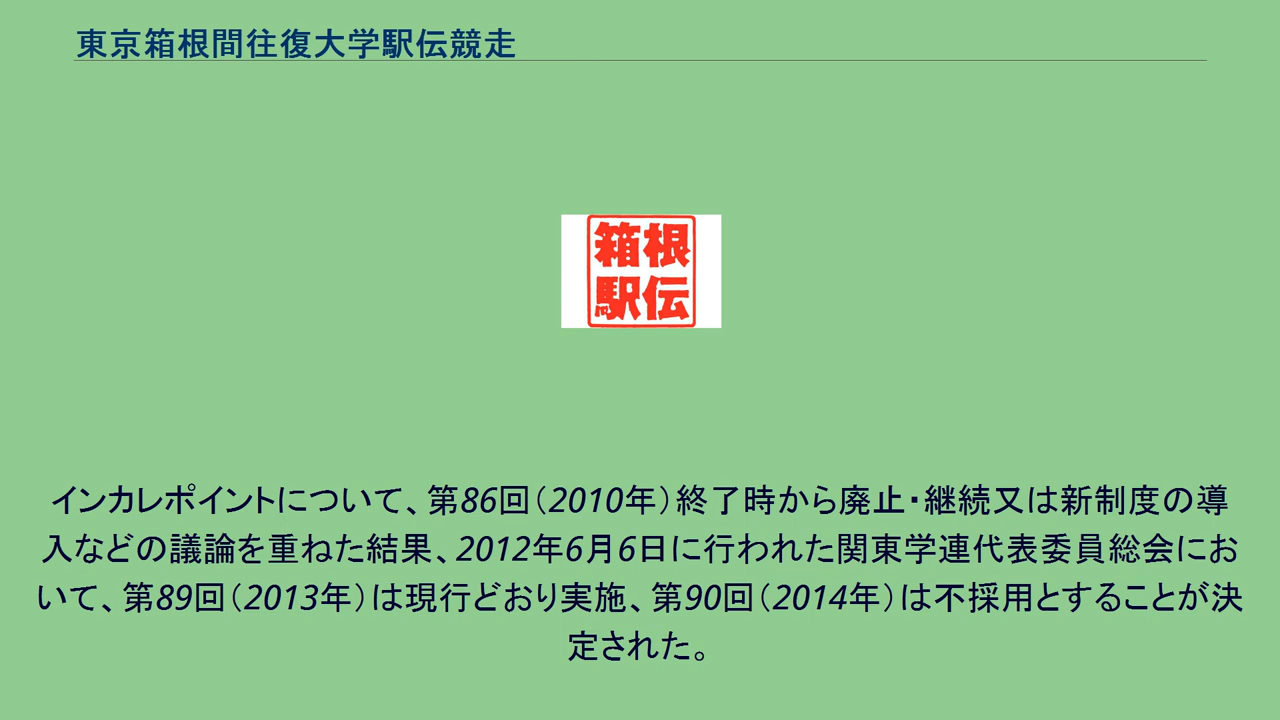 東京箱根間往復大学駅伝競走
箱根
駅伝
インカレポイントについて、第86回（2010年）終了時から廃止・継続又は新制度の導
入などの議論を重ねた結果、2012年6月6日に行われた関東学連代表委員総会にお
いて、第89回（2013年）は現行どおり実施、第90回（2014年）は不採用とすることが決
定された。